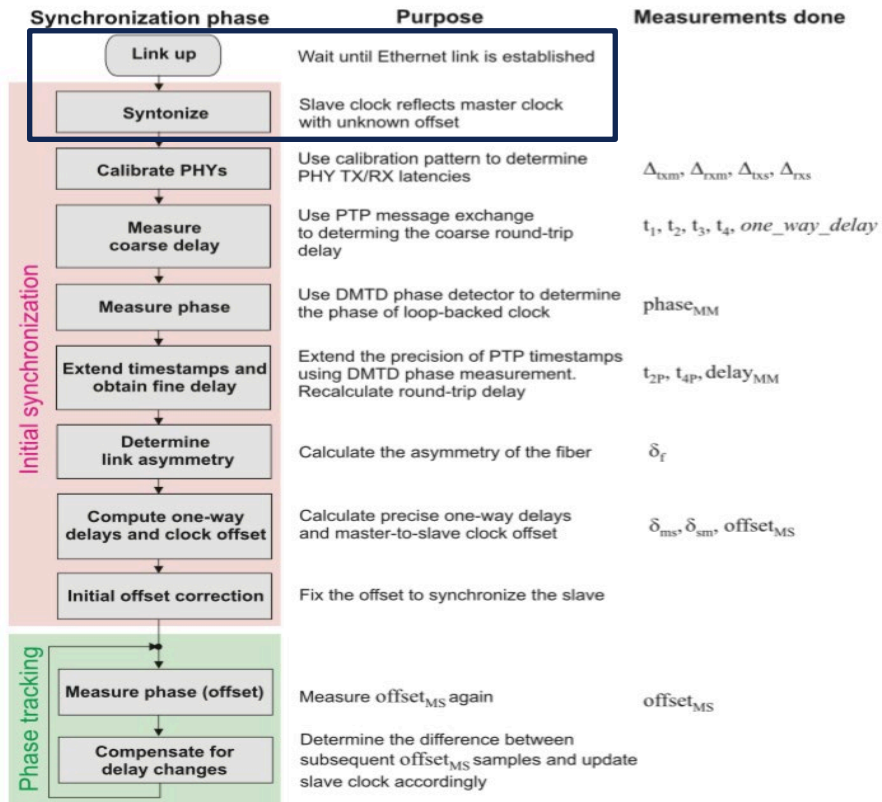 Synchronization phase
Purpose
Measurements done
Link up
Wait until Ethernet link is established
Syntonize
Slave clock reflects master clock
with unknown offset
Calibrate PHYs
Use calibration pattern to determine
PHY TX/RX latencies
Δtxm, Δrxm, Δtxs, Δrxs
Measure
coarse delay
Use PTP message exchange
to determing the coarse round-trip
delay
t1, t2, t3, t4, one_way_delay
Measure phase
Use DMTD phase detector to determine
the phase of loop-backed clock
phaseMM
Extend timestamps and
obtain fine delay
Extend the precision of PTP timestamps
using DMTD phase measurement.
Recalculate round-trip delay
t2P, t4P, delayMM
Determine
link asymmetry
Calculate the asymmetry of the fiber
δf
Compute one-way
delays and clock offset
Calculate precise one-way delays
and master-to-slave clock offset
δms, δsm, offsetMS
Initial offset correction
Fix the offset to synchronize the slave
Initial synchronization
Measure phase (offset)
Measure offsetMS again
offsetMS
Compensate for
delay changes
Determine the difference between
subsequent offsetMS samples and update
slave clock accordingly
Phase tracking